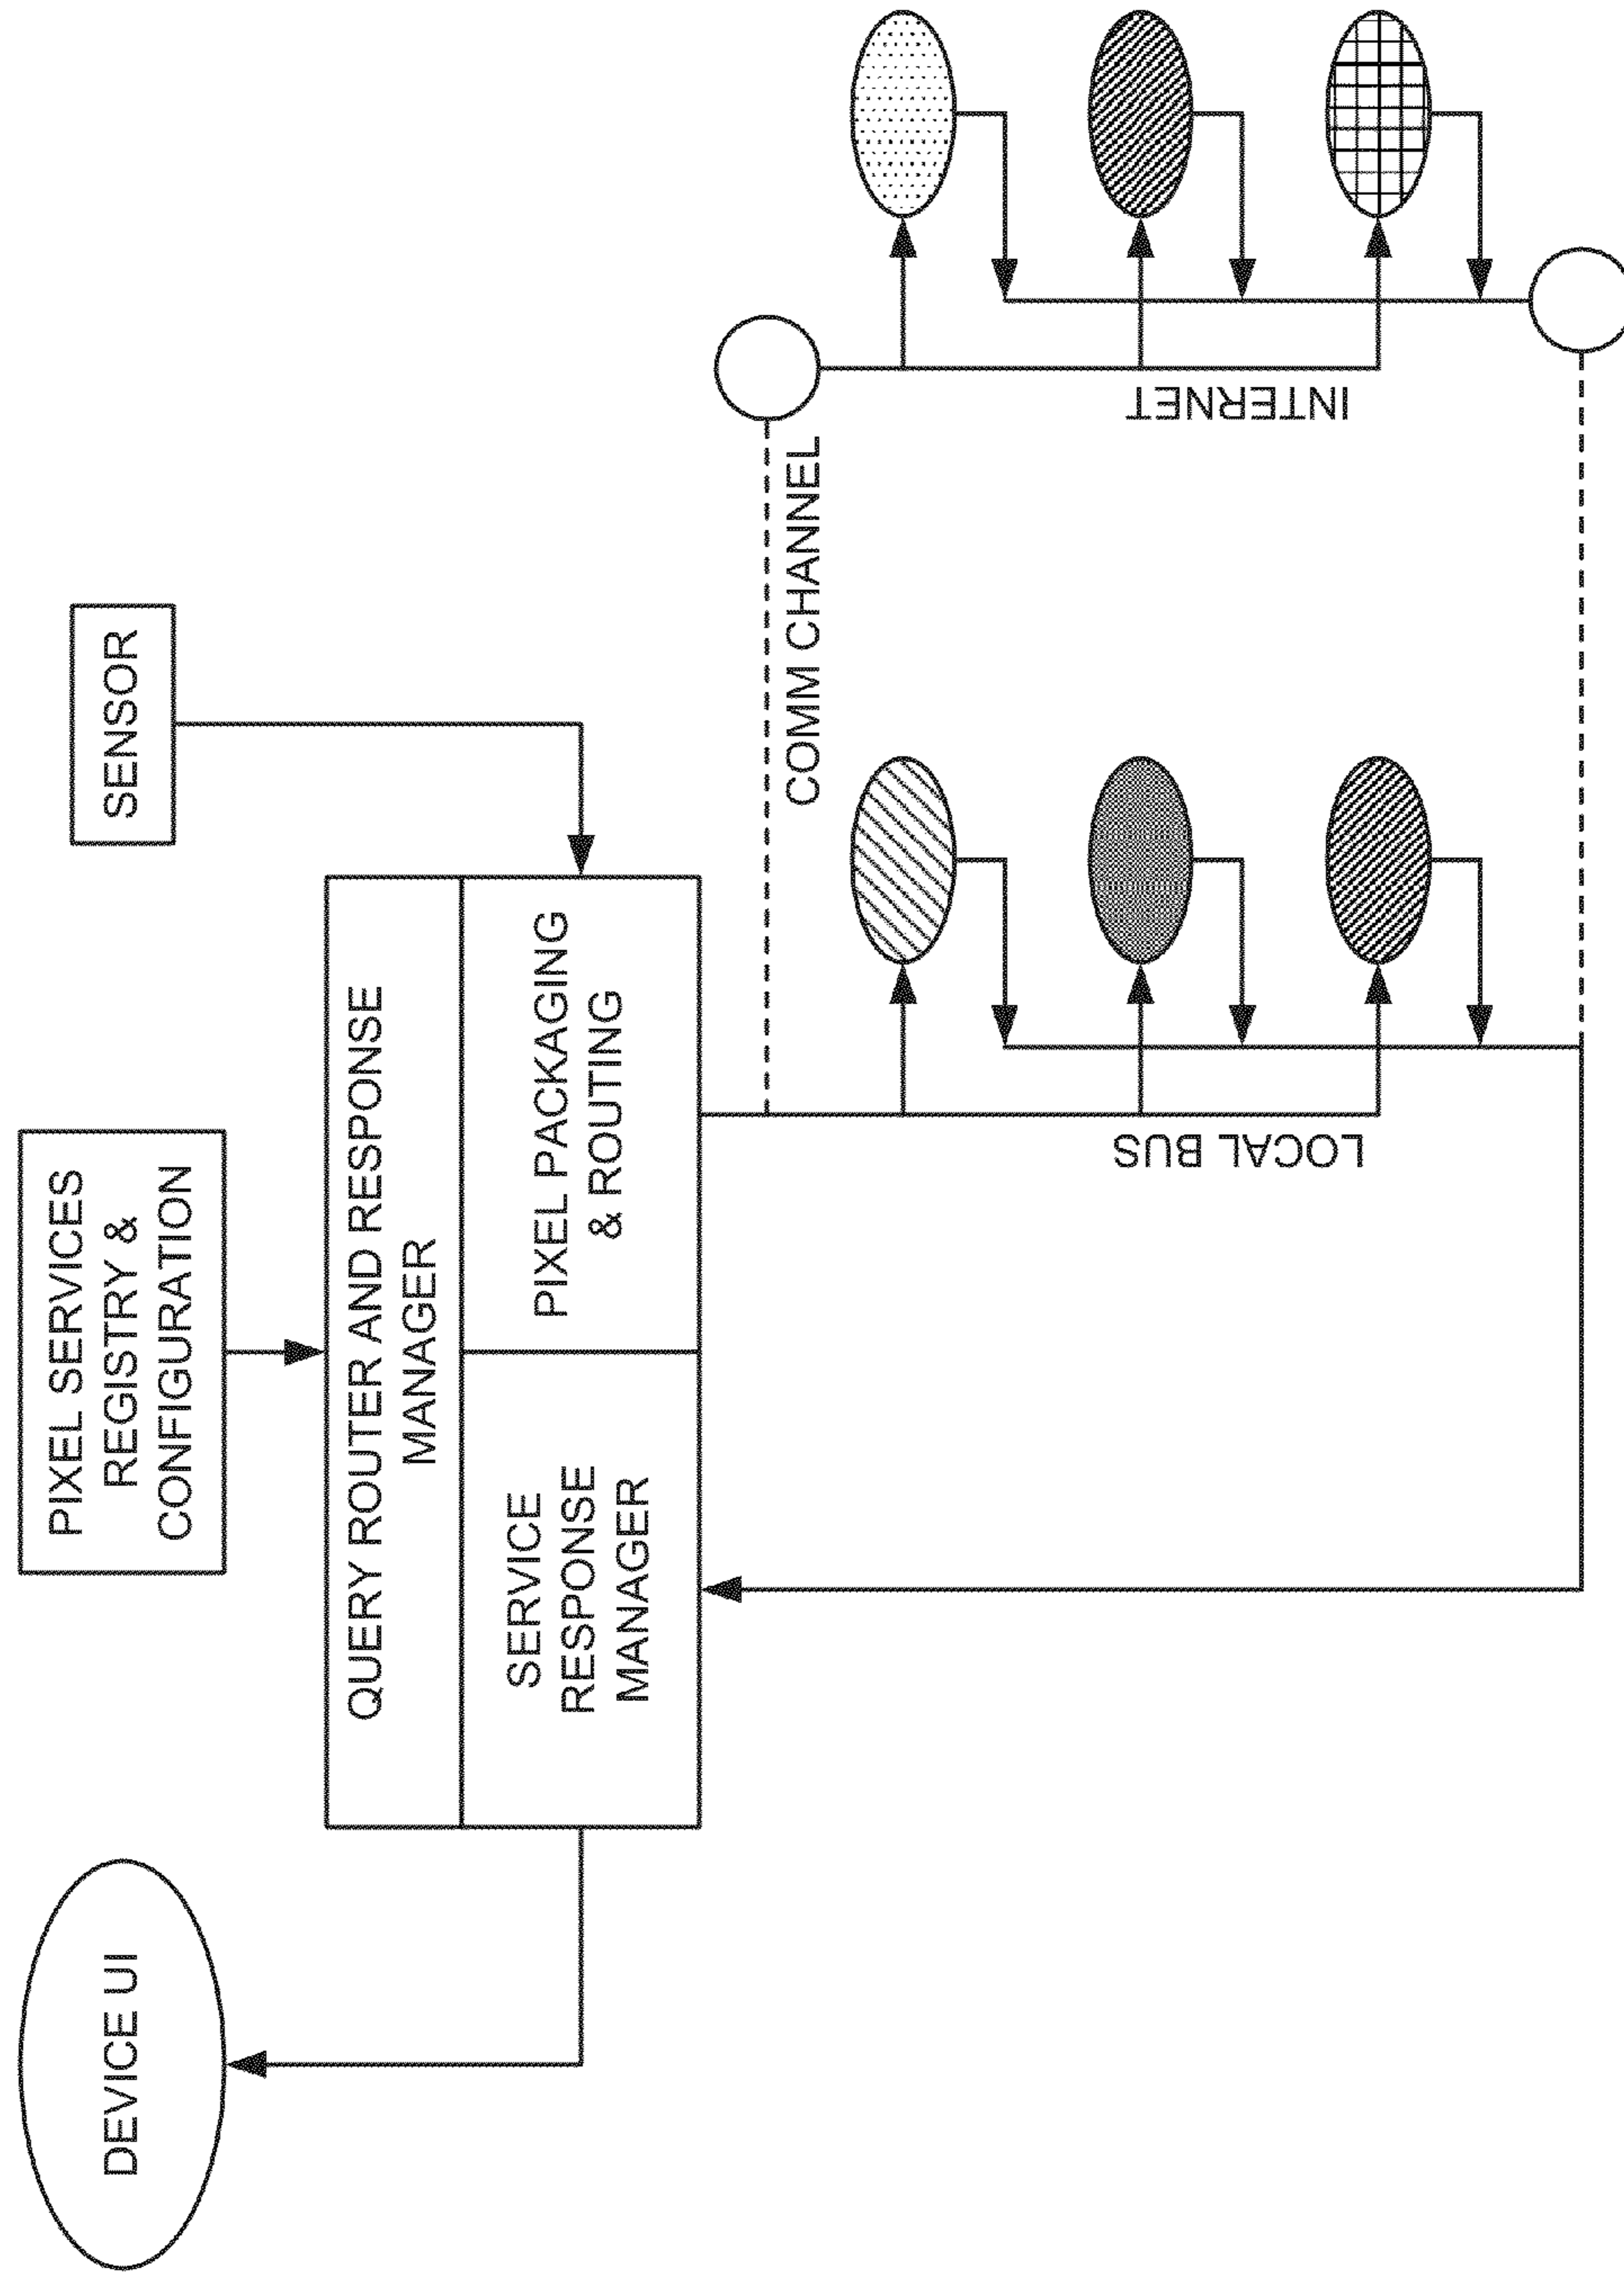 DEVICE UI
PIXEL SERVICES
REGISTRY &
CONFIGURATION
SENSOR
QUERY ROUTER AND RESPONSE
MANAGER
SERVICE
RESPONSE
MANAGER
PIXEL PACKAGING
& ROUTING
COMM CHANNEL
LOCAL BUS
INTERNET